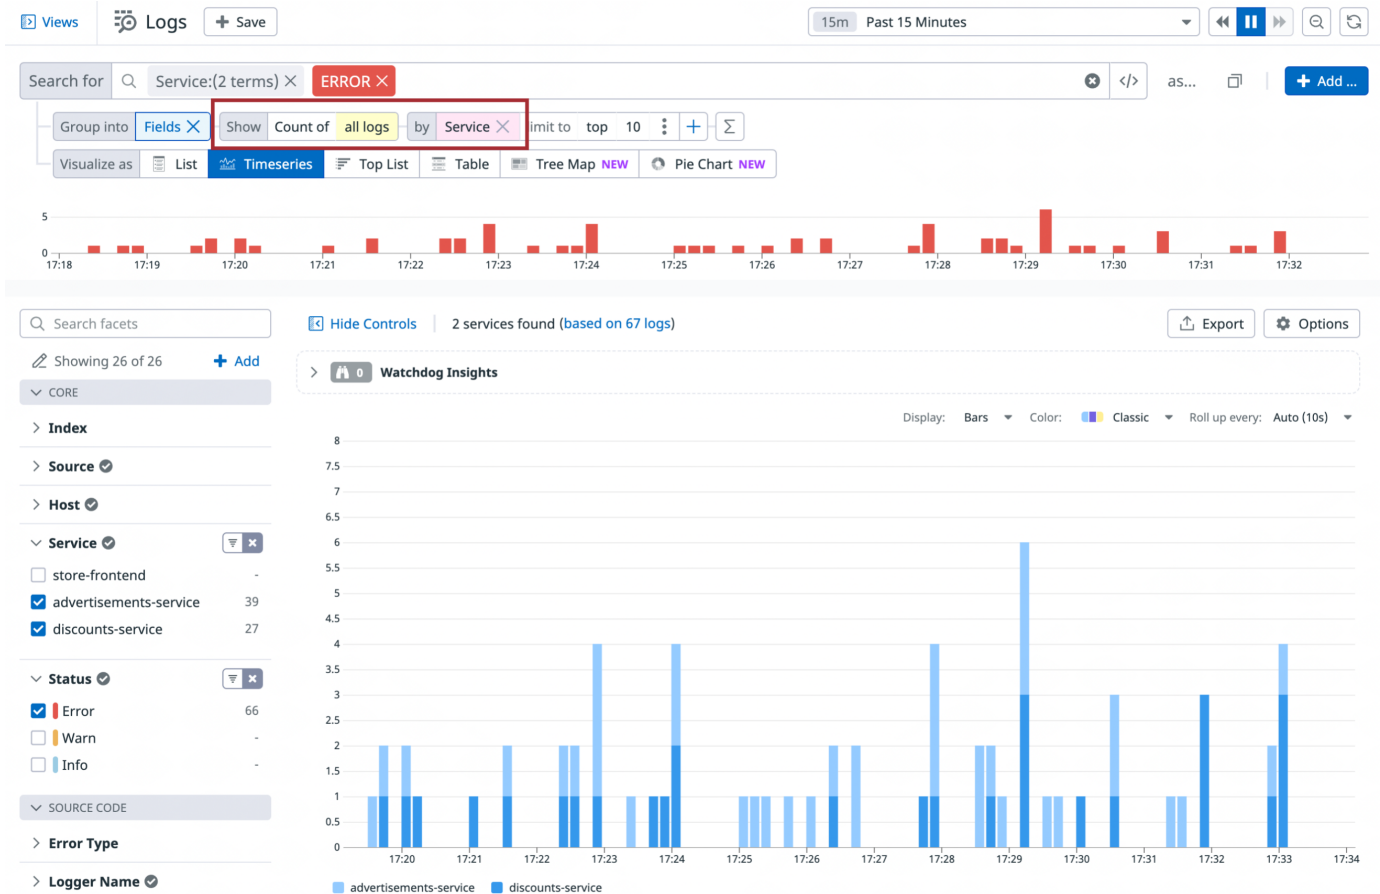 Views
Logs
+ Save
15m Past 15 Minutes
Search for Service:(2 terms) ERROR
</> as... + Add ...
Group into Fields Show Count of all logs by Service imit to top 10 + Σ
Visualize as List Timeseries Top List Table Tree Map NEW Pie Chart NEW
5
0
17:18 17:19 17:20 17:21 17:22 17:23 17:24 17:25 17:26 17:27 17:28 17:29 17:30 17:31 17:32
Search facets
Showing 26 of 26 + Add
CORE
Index
Source
Host
Service
store-frontend -
advertisements-service 39
discounts-service 27
Status
Error 66
Warn -
Info -
SOURCE CODE
Error Type
Logger Name
Hide Controls 2 services found (based on 67 logs) Export Options
0 Watchdog Insights
Display: Bars Color: Classic Roll up every: Auto (10s)
8
7.5
7
6.5
6
5.5
5
4.5
4
3.5
3
2.5
2
1.5
1
0.5
0
17:20 17:21 17:22 17:23 17:24 17:25 17:26 17:27 17:28 17:29 17:30 17:31 17:32 17:33 17:34
advertisements-service discounts-service